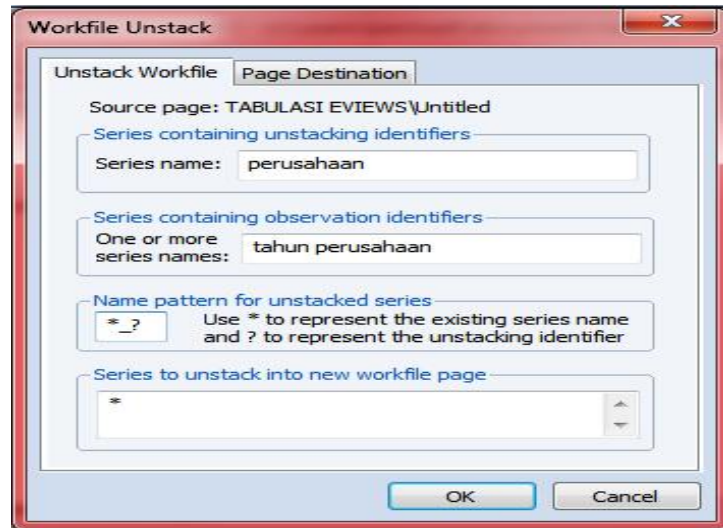 Workfile Unstack
Unstack Workfile Page Destination
Source page: TABULASI EVIEWS\Untitled
Series containing unstacking identifiers
Series name: perusahaan
Series containing observation identifiers
One or more
series names: tahun perusahaan
Name pattern for unstacked series
*_? Use * to represent the existing series name
and ? to represent the unstacking identifier
Series to unstack into new workfile page
*
OK Cancel